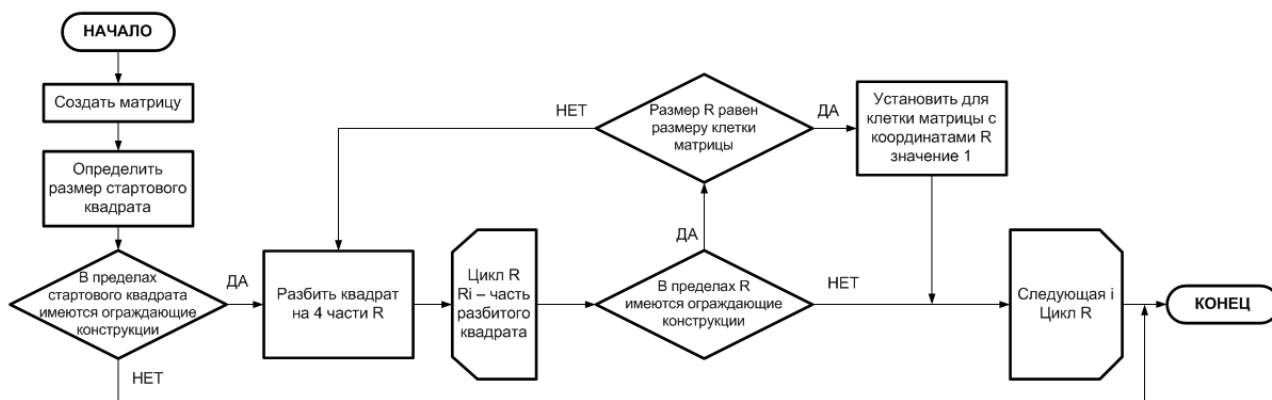 НАЧАЛО
Создать матрицу
Определить
размер стартового
квадрата
В пределах
стартового квадрата
имеются ограждающие
конструкции
ДА
НЕТ
Разбить квадрат
на 4 части R
Цикл R
Ri – часть
разбитого
квадрата
В пределах R
имеются ограждающие
конструкции
ДА
НЕТ
Размер R равен
размеру клетки
матрицы
НЕТ
ДА
Установить для
клетки матрицы с
координатами R
значение 1
Следующая i
Цикл R
КОНЕЦ